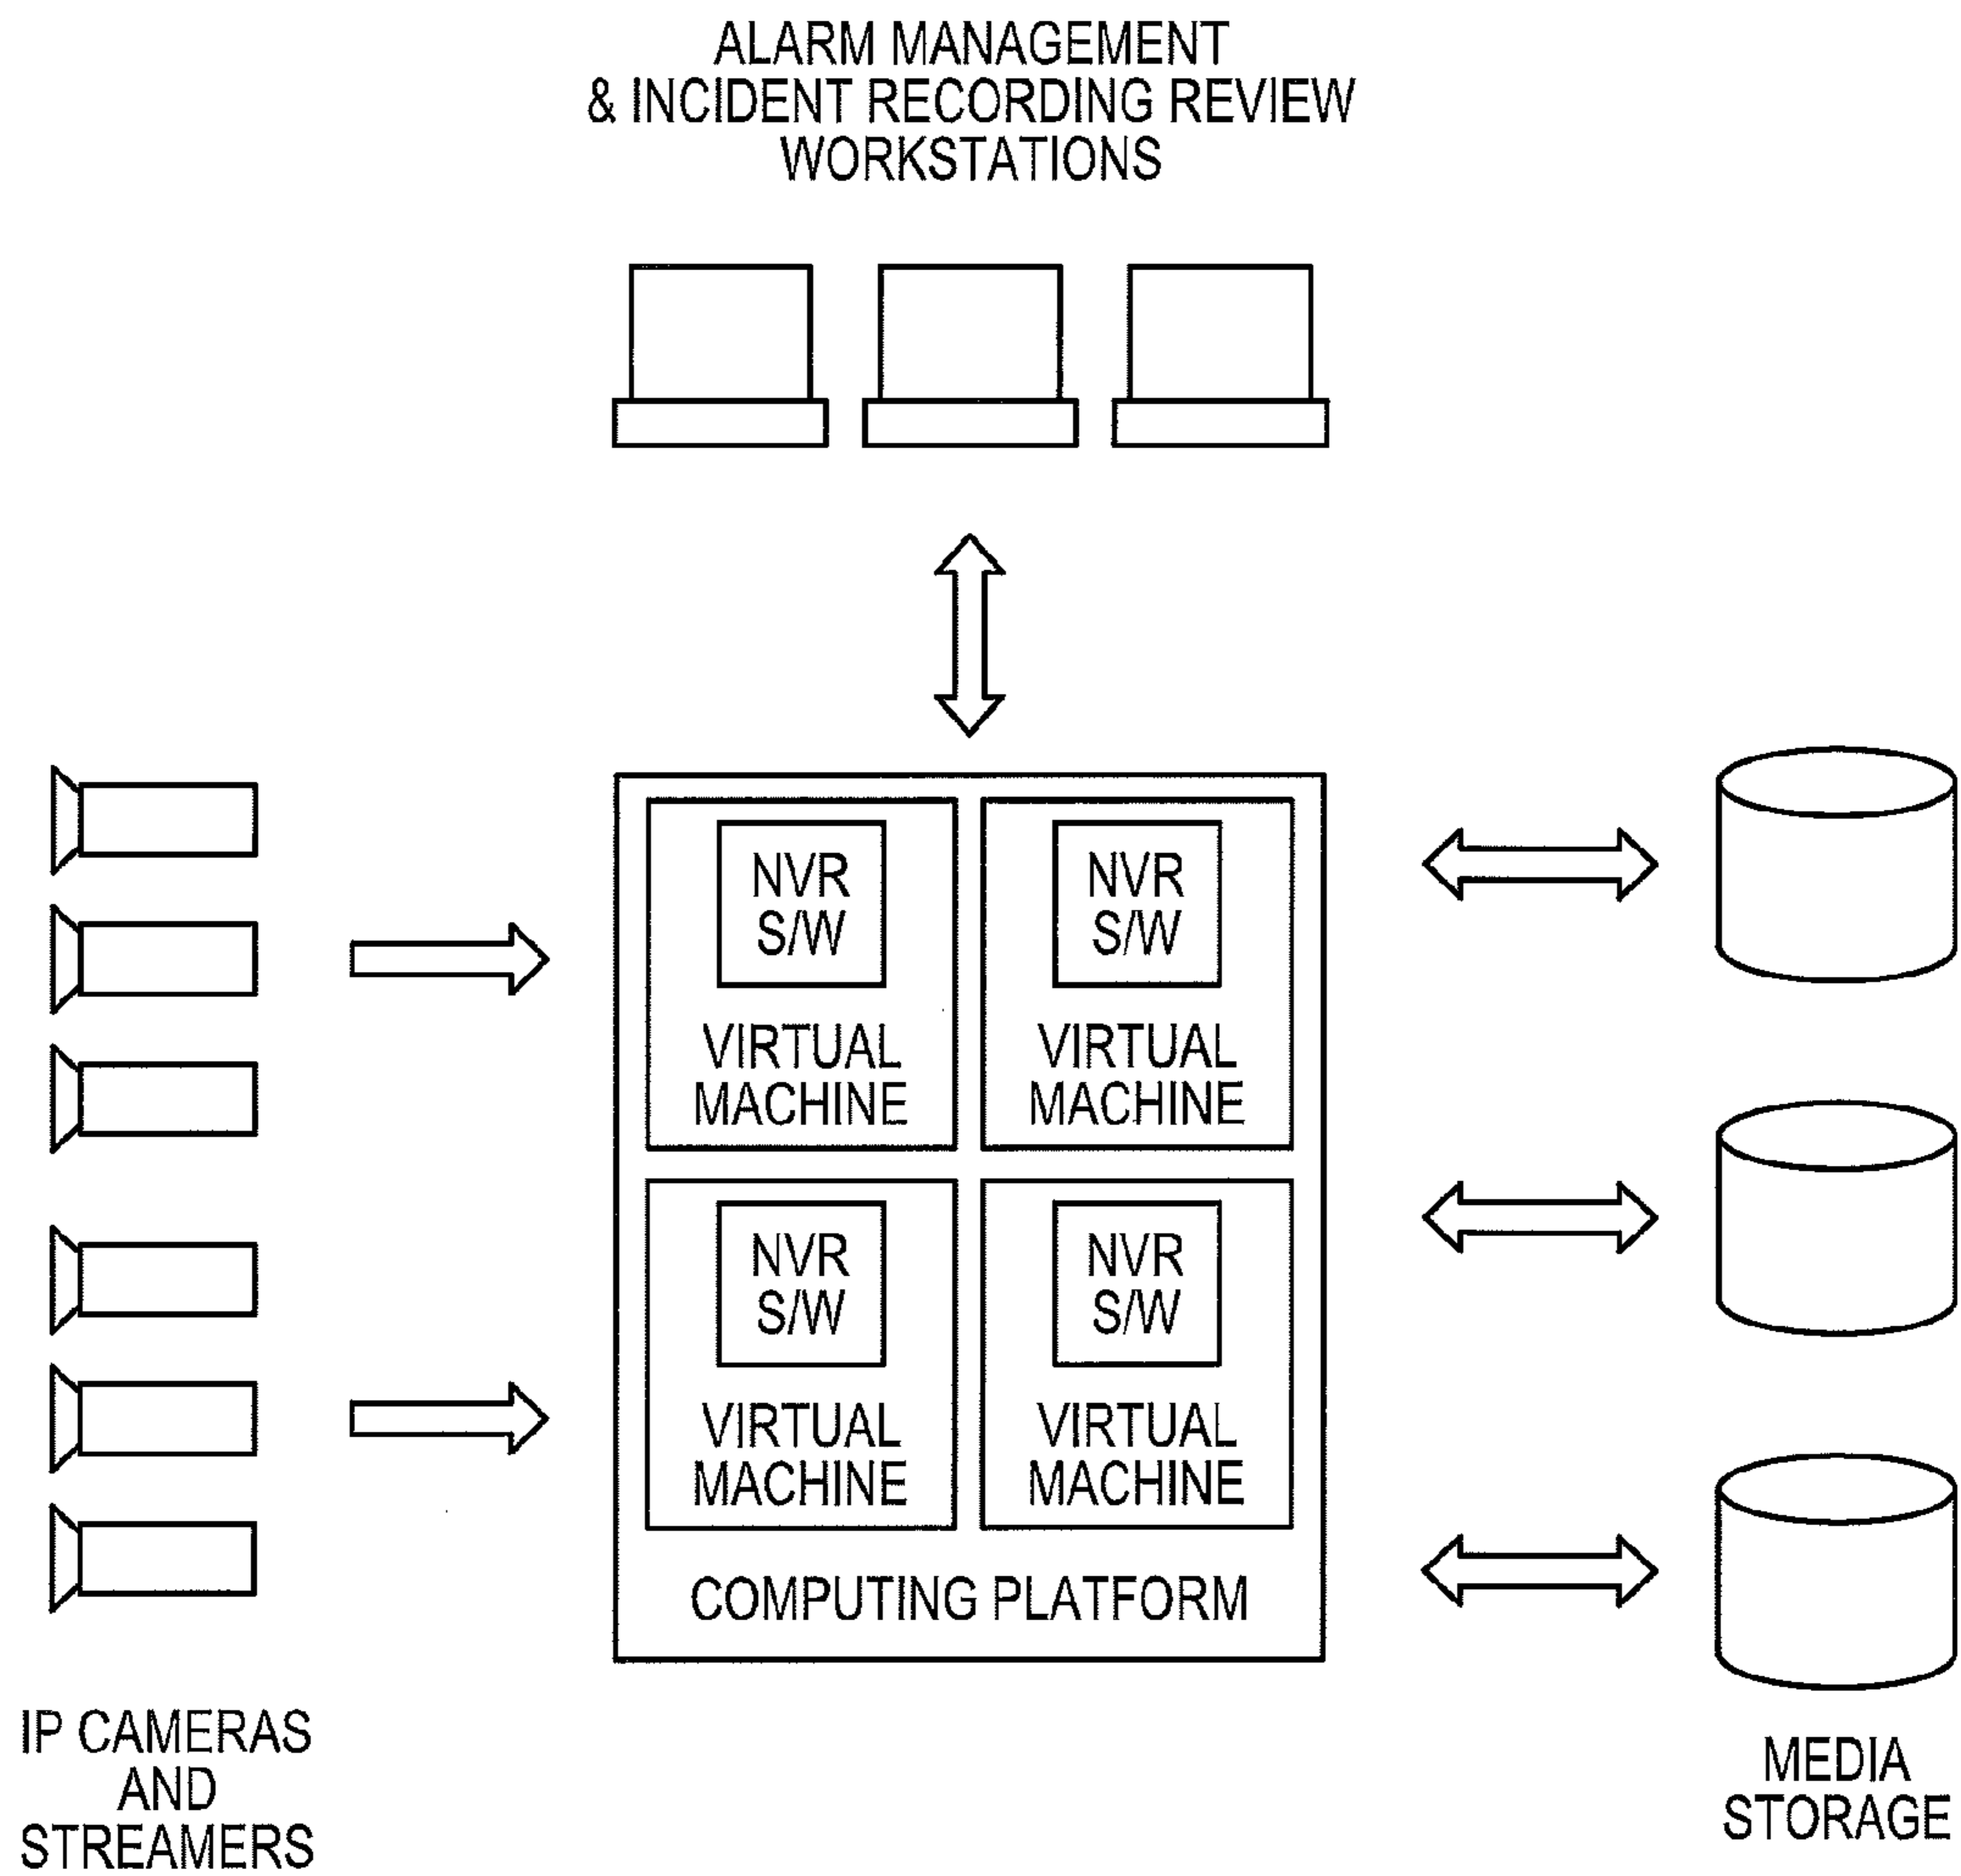 ALARM MANAGEMENT
& INCIDENT RECORDING REVIEW
WORKSTATIONS
NVR
S/W
VIRTUAL
MACHINE
NVR
S/W
VIRTUAL
MACHINE
NVR
S/W
VIRTUAL
MACHINE
NVR
S/W
VIRTUAL
MACHINE
COMPUTING PLATFORM
IP CAMERAS
AND
STREAMERS
MEDIA
STORAGE